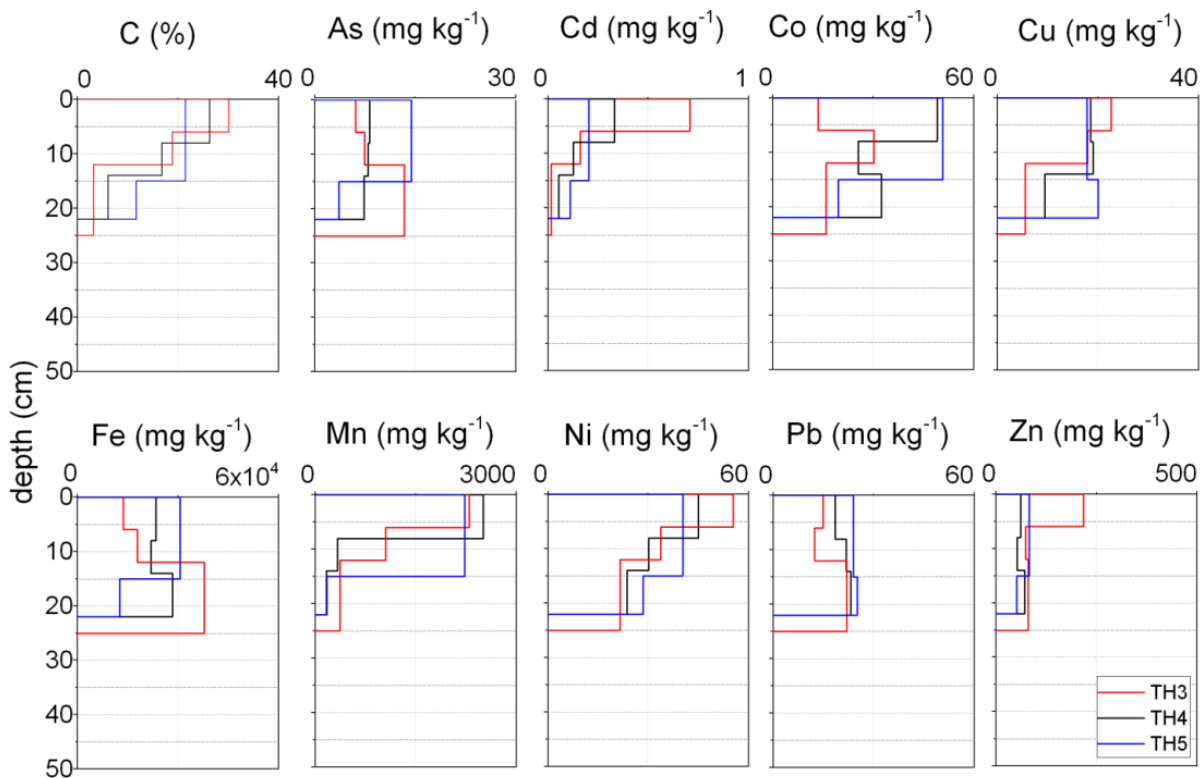 C (%) As (mg kg⁻¹) Cd (mg kg⁻¹) Co (mg kg⁻¹) Cu (mg kg⁻¹)
0 40 0 30 0 1 0 60 0 40
0
10
20
30
40
50
depth (cm)
Fe (mg kg⁻¹) Mn (mg kg⁻¹) Ni (mg kg⁻¹) Pb (mg kg⁻¹) Zn (mg kg⁻¹)
0 6x10⁴ 0 3000 0 60 0 60 0 500
0
10
20
30
40
50
TH3
TH4
TH5